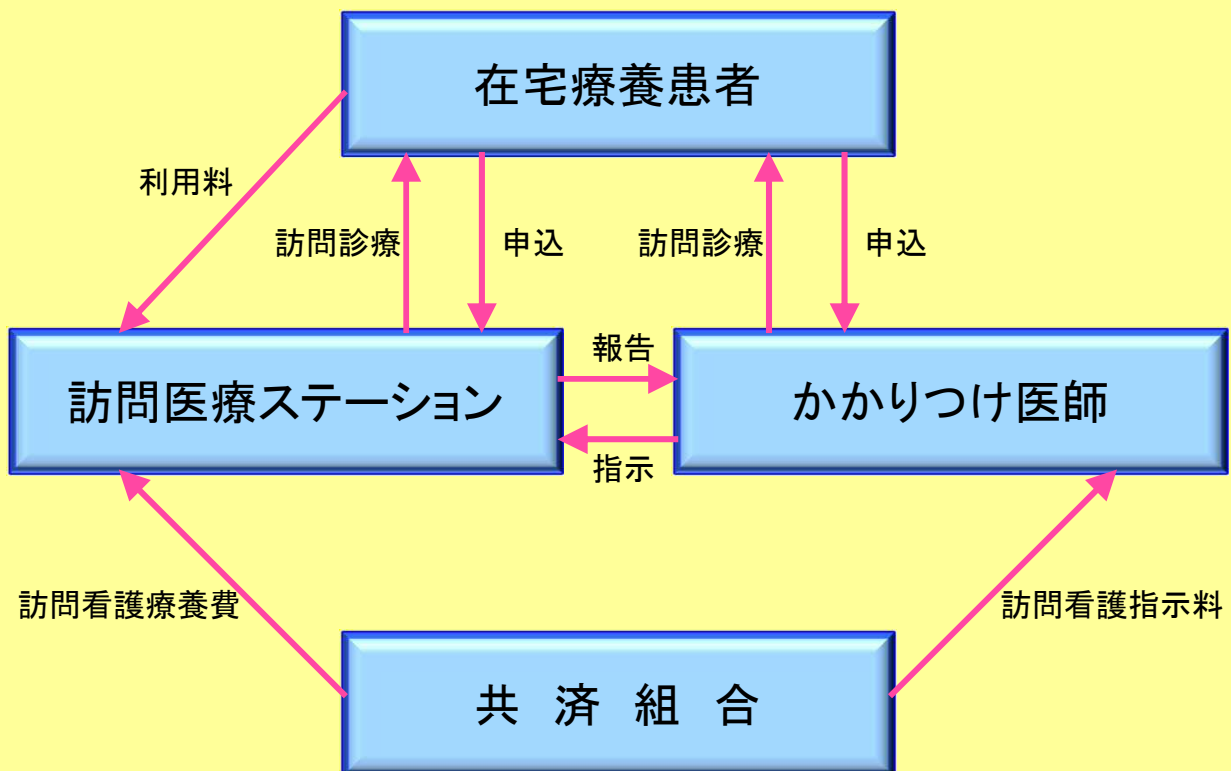 在宅療養患者
利用料
訪問診療
申込
訪問診療
申込
報告
訪問医療ステーション
かかりつけ医師
指示
訪問看護療養費
訪問看護指示料
共 済 組 合